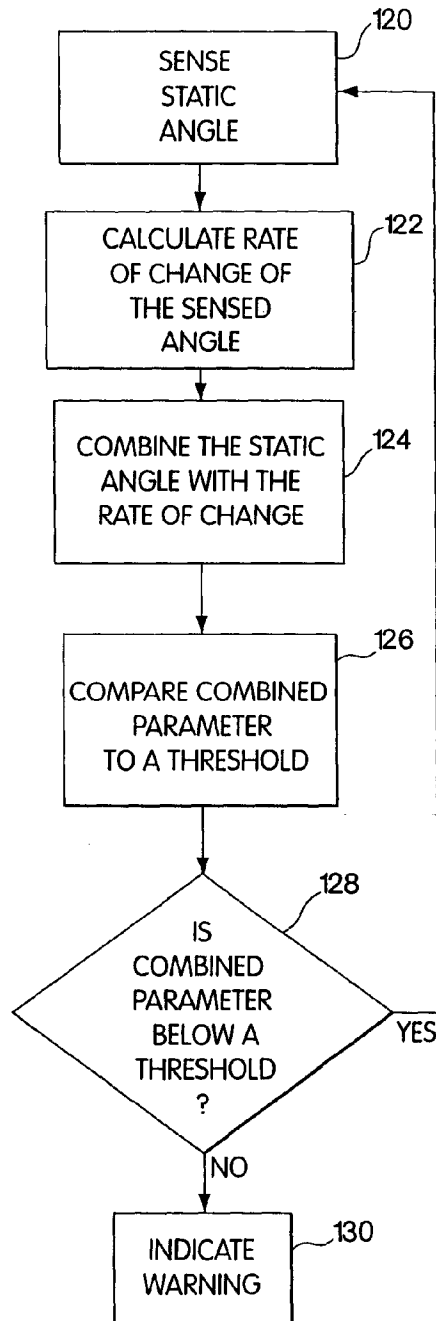 120
SENSE
STATIC
ANGLE
122
CALCULATE RATE
OF CHANGE OF
THE SENSED
ANGLE
124
COMBINE THE STATIC
ANGLE WITH THE
RATE OF CHANGE
126
COMPARE COMBINED
PARAMETER
TO A THRESHOLD
128
IS
COMBINED
PARAMETER
BELOW A
THRESHOLD
?
YES
NO
130
INDICATE
WARNING